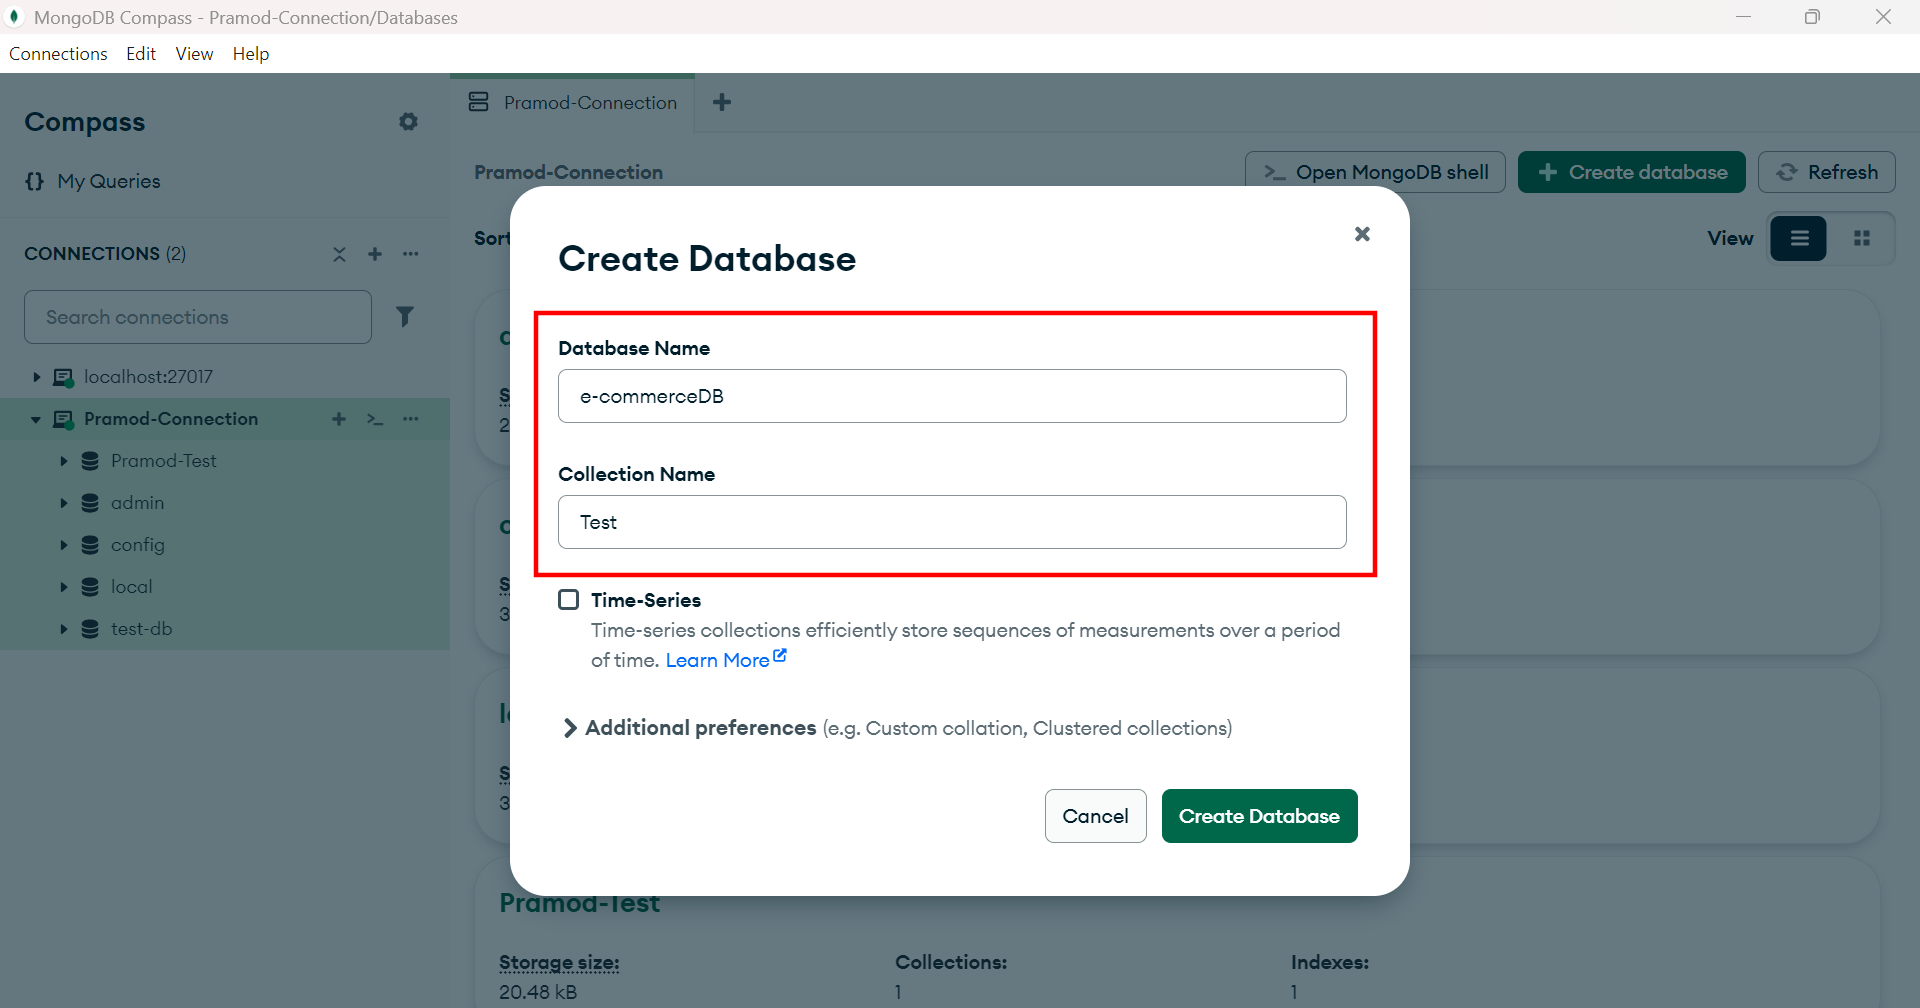 MongoDB Compass - Pramod-Connection/Databases
Connections Edit View Help
Compass
My Queries
CONNECTIONS (2)
Search connections
localhost:27017
Pramod-Connection
Pramod-Test
admin
config
local
test-db
Pramod-Connection
Pramod-Connection
Open MongoDB shell
Create database
Refresh
Sort
View
Create Database
Database Name
e-commerceDB
Collection Name
Test
Time-Series
Time-series collections efficiently store sequences of measurements over a period
of time. Learn More
Additional preferences (e.g. Custom collation, Clustered collections)
Cancel
Create Database
Pramod-Test
Storage size: Collections: Indexes:
20.48 kB 1 1